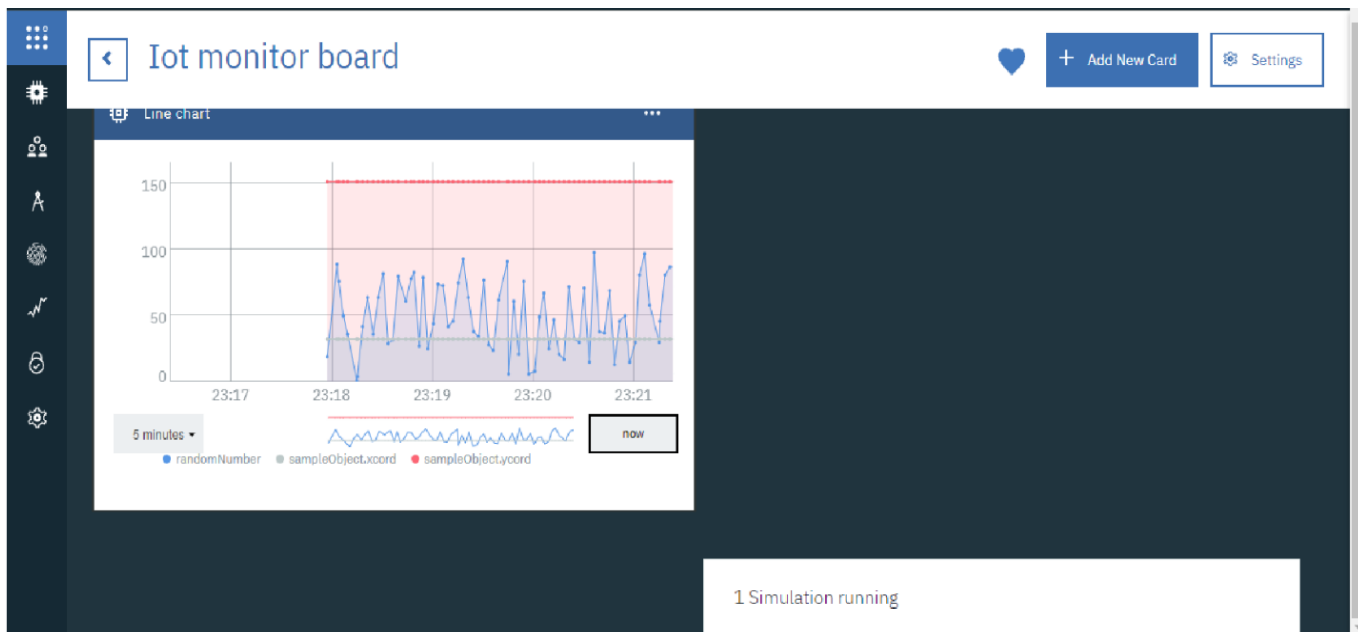 Iot monitor board
+ Add New Card
Settings
Line chart
150
100
50
0
23:17 23:18 23:19 23:20 23:21
5 minutes
now
randomNumber sampleObject.xcord sampleObject.ycord
1 Simulation running